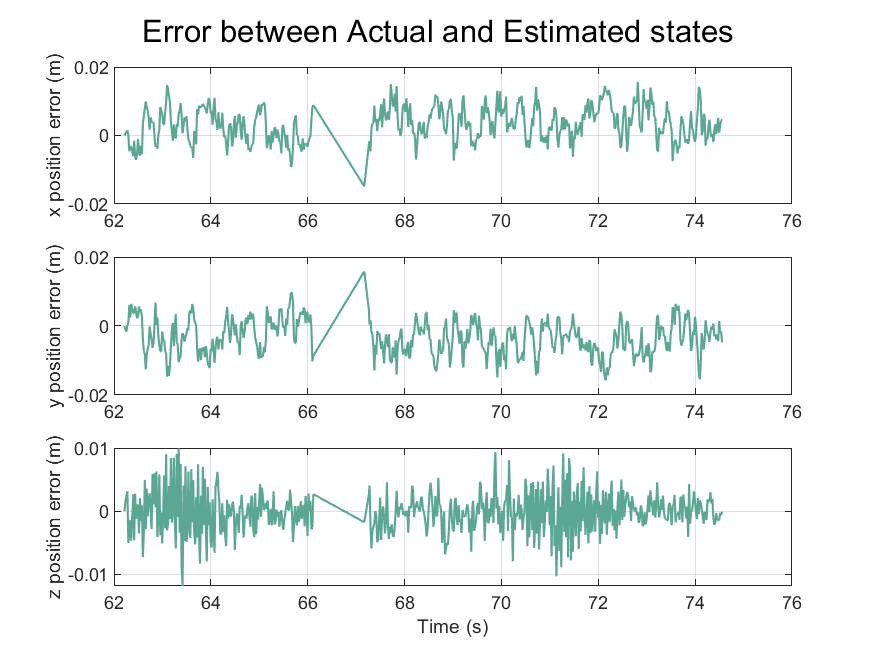 Error between Actual and Estimated states
x position error (m)
0.02
0
-0.02
62 64 66 68 70 72 74 76
y position error (m)
0.02
0
-0.02
62 64 66 68 70 72 74 76
z position error (m)
0.01
0
-0.01
62 64 66 68 70 72 74 76
Time (s)